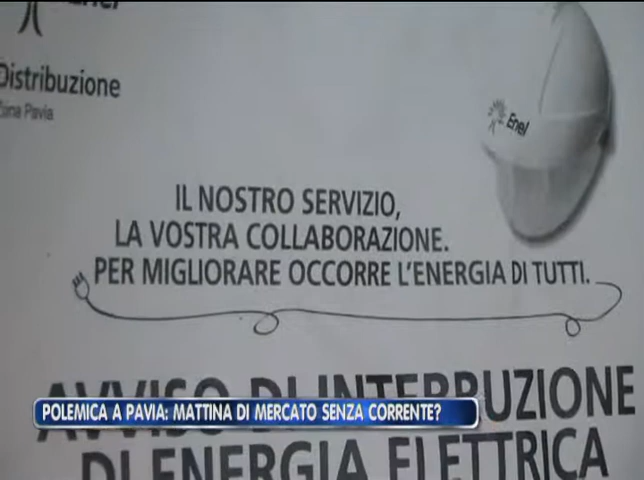 Enel
Distribuzione
Zona Pavia
Enel
IL NOSTRO SERVIZIO,
LA VOSTRA COLLABORAZIONE.
PER MIGLIORARE OCCORRE L'ENERGIA DI TUTTI.
AVVISO DI INTERRUZIONE
POLEMICA A PAVIA: MATTINA DI MERCATO SENZA CORRENTE?
DI ENERGIA ELETTRICA